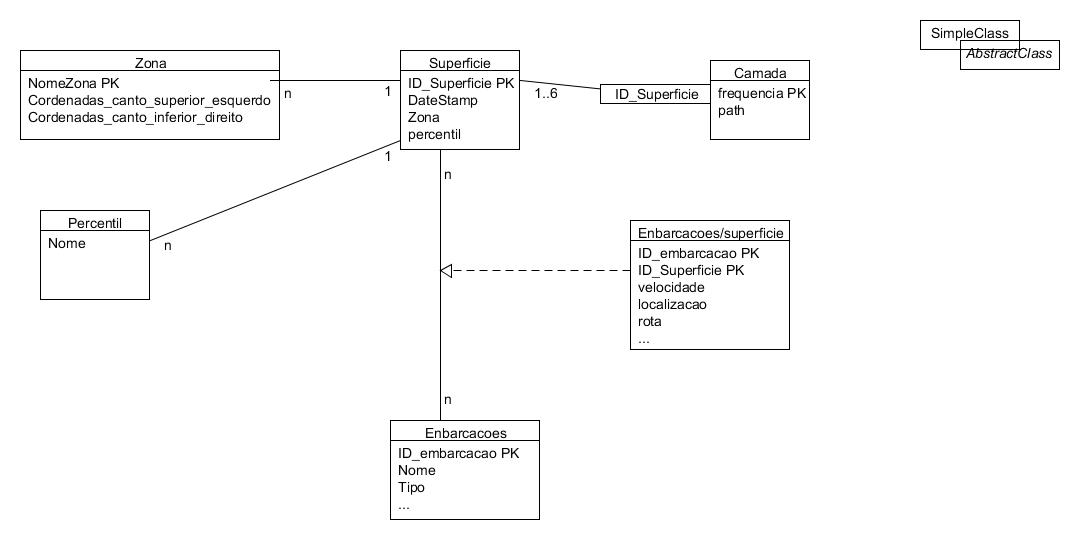 SimpleClass
AbstractClass
Zona
NomeZona PK
Cordenadas_canto_superior_esquerdo
Cordenadas_canto_inferior_direito
n
1
Superficie
ID_Superficie PK
DateStamp
Zona
percentil
1..6
ID_Superficie
Camada
frequencia PK
path
1
n
Percentil
Nome
n
Enbarcacoes/superficie
ID_embarcacao PK
ID_Superficie PK
velocidade
localizacao
rota
...
n
Enbarcacoes
ID_embarcacao PK
Nome
Tipo
...